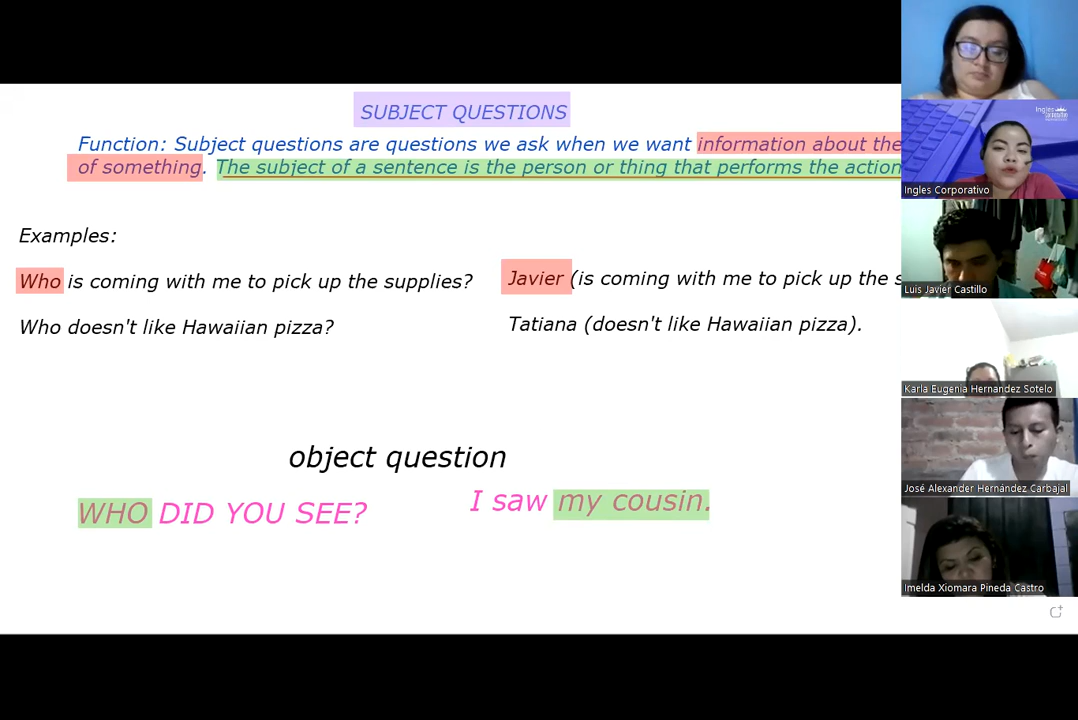 SUBJECT QUESTIONS
Function: Subject questions are questions we ask when we want information about the
of something. The subject of a sentence is the person or thing that performs the action
Examples:
Who is coming with me to pick up the supplies?
Javier (is coming with me to pick up the s
Who doesn't like Hawaiian pizza?
Tatiana (doesn't like Hawaiian pizza).
object question
WHO DID YOU SEE?
I saw my cousin.
Ingles
Ingles Corporativo
Luis Javier Castillo
Karla Eugenia Hernandez Sotelo
José Alexander Hernández Carbajal
Imelda Xiomara Pineda Castro